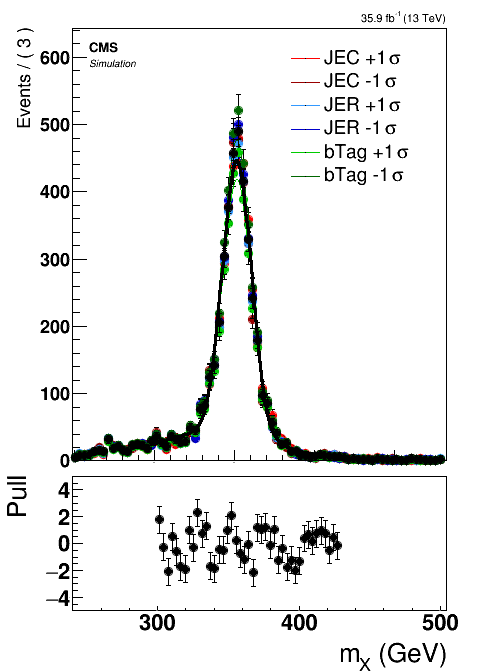 35.9 fb⁻¹ (13 TeV)
CMS
Simulation
Events / ( 3 )
600
500
400
300
200
100
0
JEC +1σ
JEC -1σ
JER +1σ
JER -1σ
bTag +1σ
bTag -1σ
Pull
4
2
0
−2
−4
300
400
500
m_X (GeV)